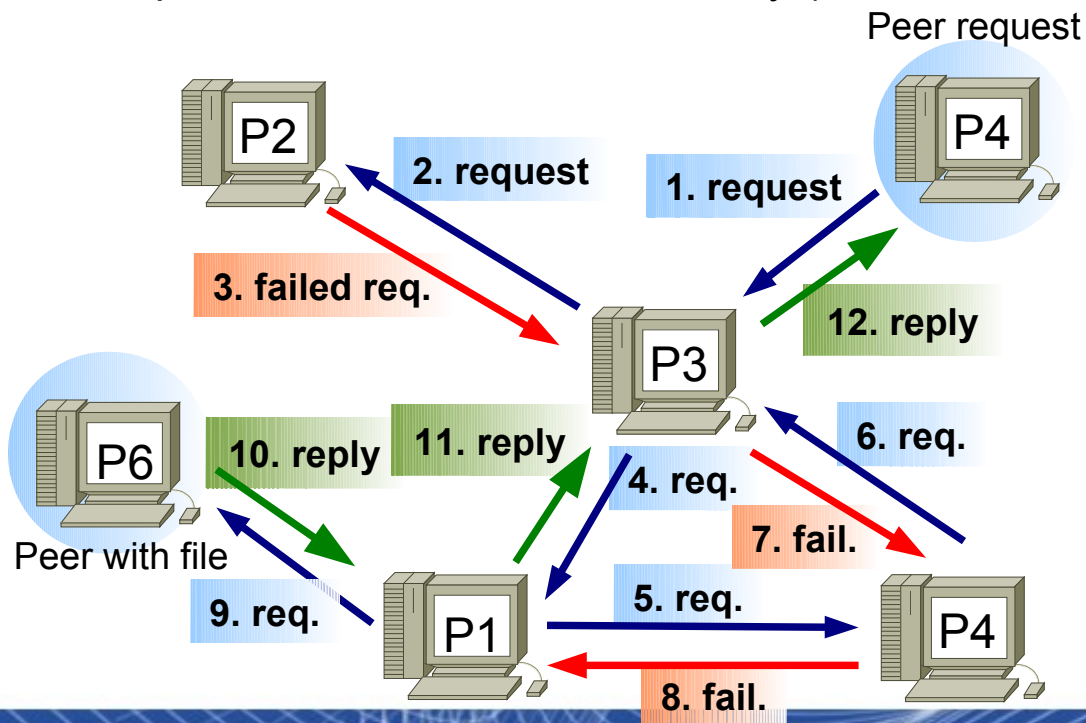 Peer request
P2
P4
2. request
1. request
3. failed req.
12. reply
P3
P6
10. reply
11. reply
6. req.
4. req.
7. fail.
Peer with file
9. req.
5. req.
P1
P4
8. fail.